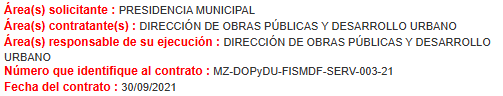 Área(s) solicitante : PRESIDENCIA MUNICIPAL
Área(s) contratante(s) : DIRECCIÓN DE OBRAS PÚBLICAS Y DESARROLLO URBANO
Área(s) responsable de su ejecución : DIRECCIÓN DE OBRAS PÚBLICAS Y DESARROLLO
URBANO
Número que identifique al contrato : MZ-DOPyDU-FISMDF-SERV-003-21
Fecha del contrato : 30/09/2021